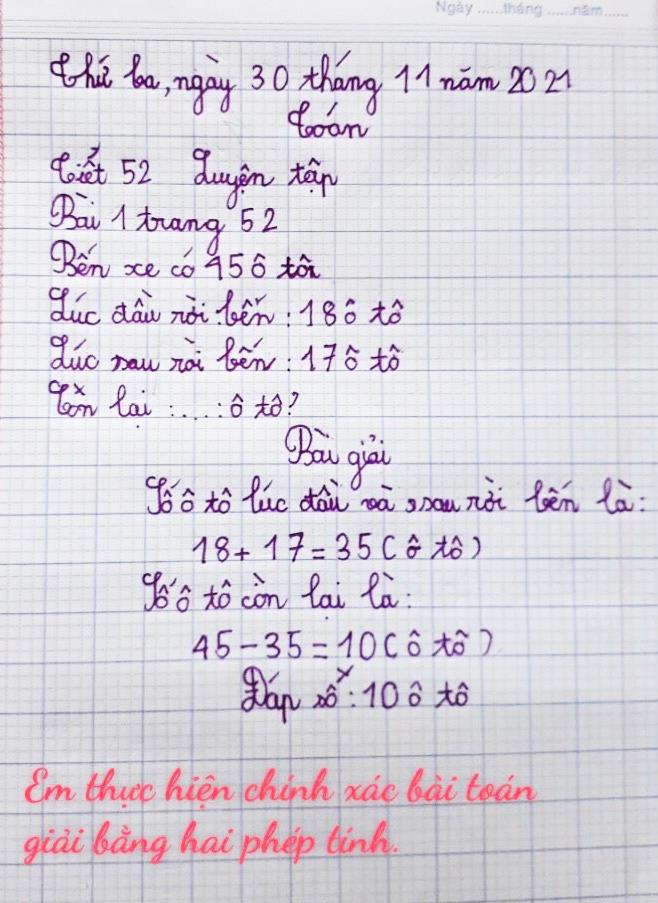 Ngày ......tháng ......năm......
Thứ ba, ngày 30 tháng 11 năm 2021
Toán
Tiết 52 Luyện tập
Bài 1 trang 52
Bến xe có 45 ô tô
Lúc đầu rời bến: 18 ô tô
Lúc sau rời bến: 17 ô tô
Còn lại :....: ô tô?
Bài giải
Số ô tô lúc đầu và sau rời bến là:
18 + 17 = 35 ( ô tô )
Số ô tô còn lại là:
45 - 35 = 10 ( ô tô )
Đáp số: 10 ô tô
Em thực hiện chính xác bài toán
giải bằng hai phép tính.